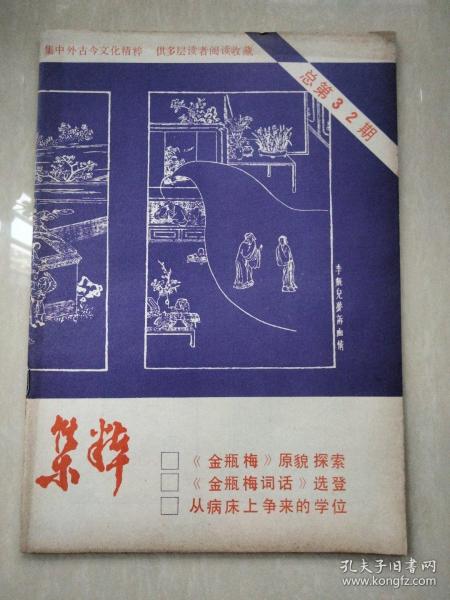 集中外古今文化精粹 供多层读者阅读收藏
总第32期
李瓶兒夢訴幽情
集粹
《金瓶梅》原貌探索
《金瓶梅词话》选登
从病床上争来的学位
孔夫子旧书网
www.kongfz.com